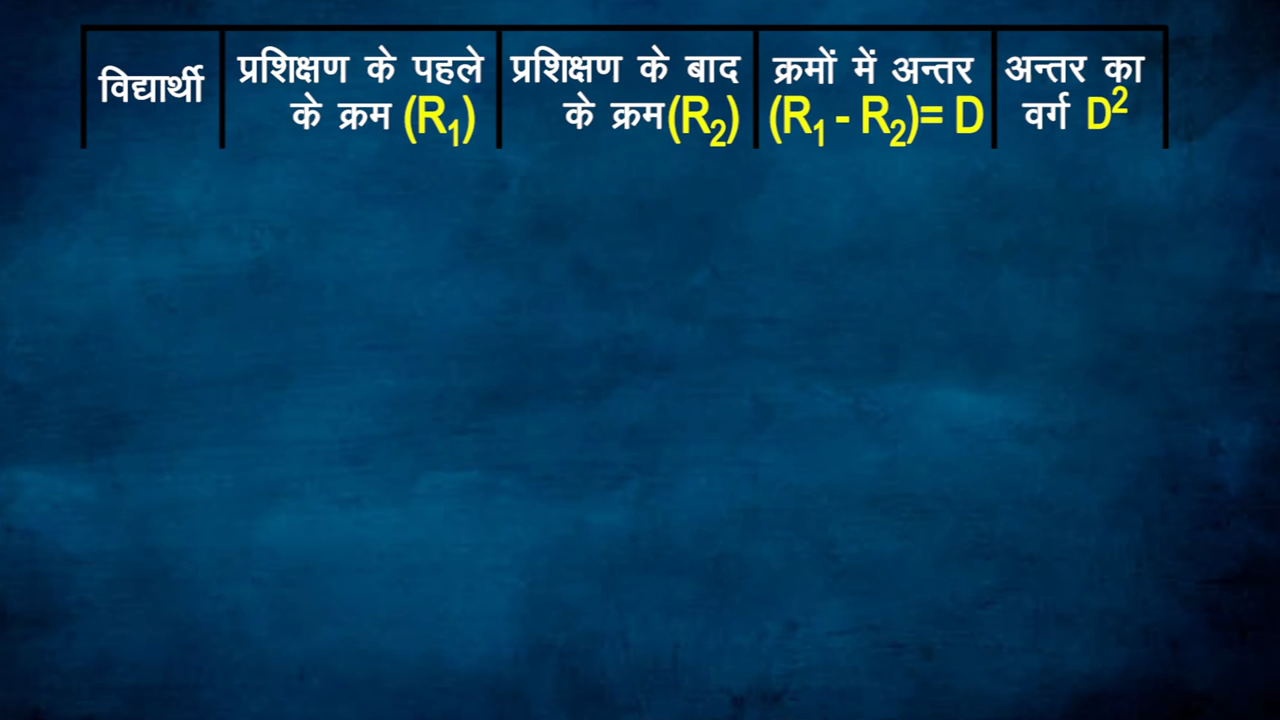 विद्यार्थी
प्रशिक्षण के पहले
के क्रम (R₁)
प्रशिक्षण के बाद
के क्रम (R₂)
क्रमों में अन्तर
(R₁ - R₂)= D
अन्तर का
वर्ग D²